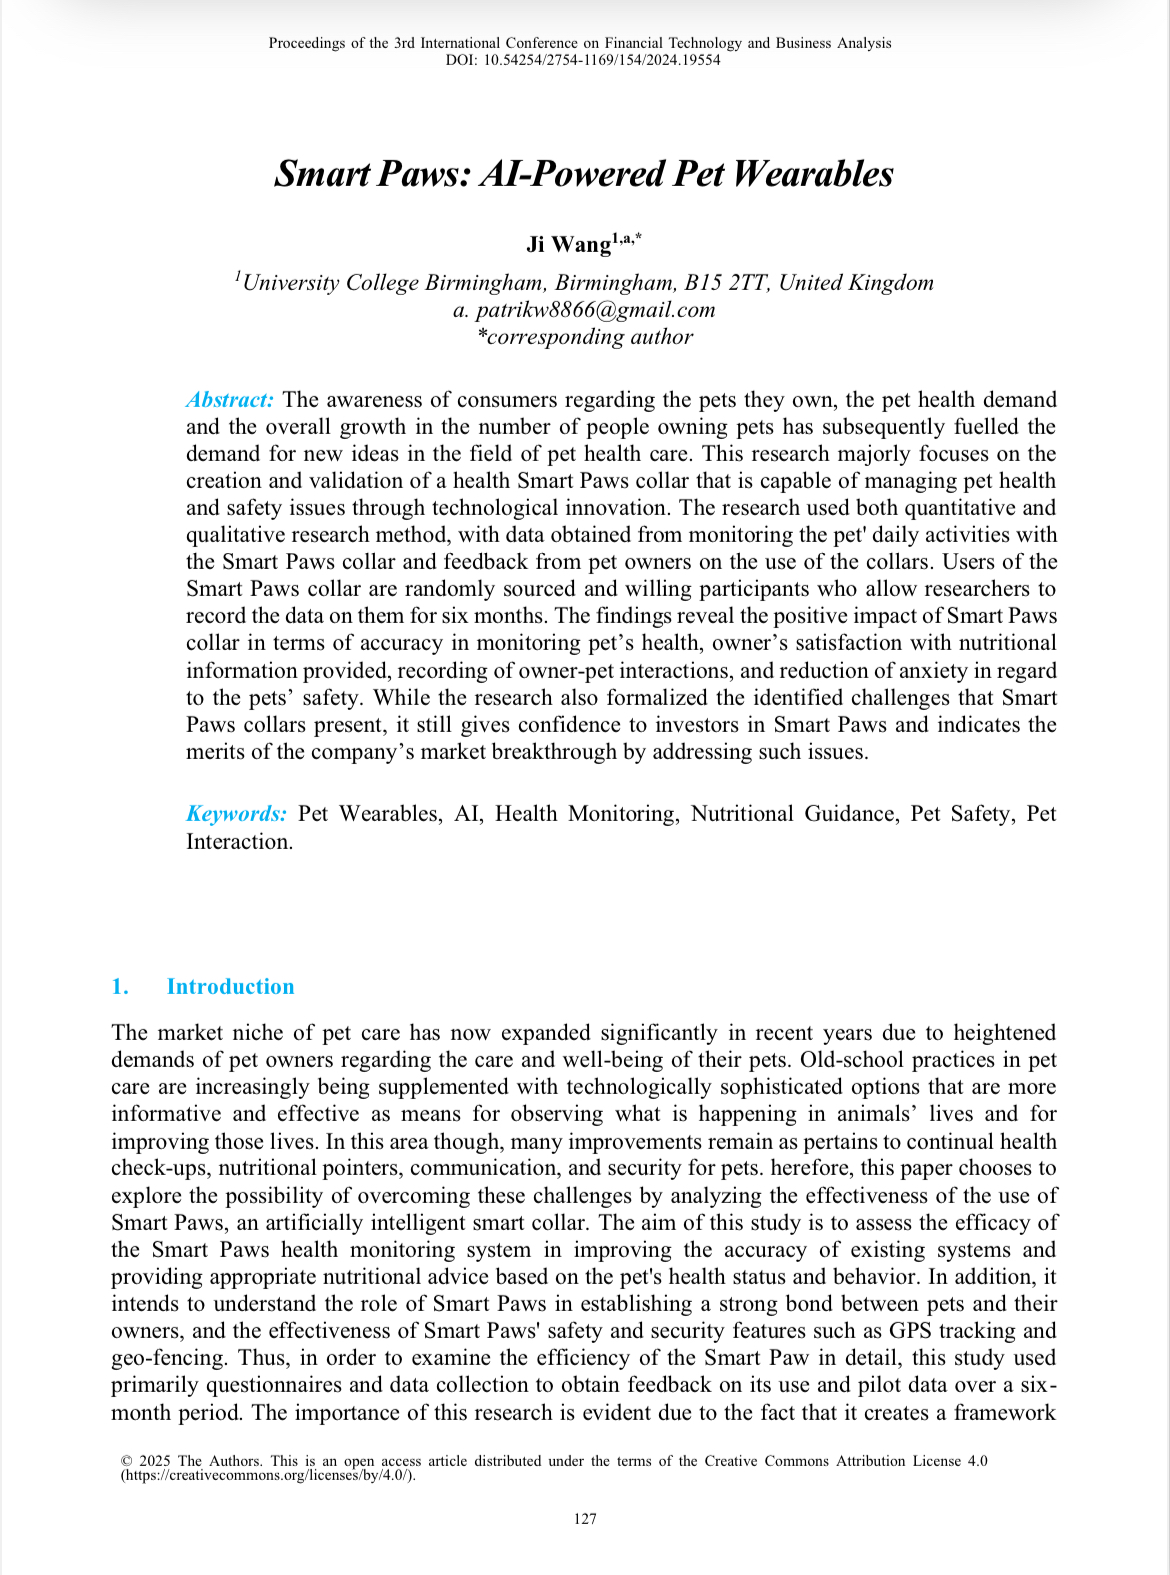 Proceedings of the 3rd International Conference on Financial Technology and Business Analysis
DOI: 10.54254/2754-1169/154/2024.19554
Smart Paws: AI-Powered Pet Wearables
Ji Wang1,a,*
1University College Birmingham, Birmingham, B15 2TT, United Kingdom
a. patrikw8866@gmail.com
*corresponding author
Abstract: The awareness of consumers regarding the pets they own, the pet health demand
and the overall growth in the number of people owning pets has subsequently fuelled the
demand for new ideas in the field of pet health care. This research majorly focuses on the
creation and validation of a health Smart Paws collar that is capable of managing pet health
and safety issues through technological innovation. The research used both quantitative and
qualitative research method, with data obtained from monitoring the pet' daily activities with
the Smart Paws collar and feedback from pet owners on the use of the collars. Users of the
Smart Paws collar are randomly sourced and willing participants who allow researchers to
record the data on them for six months. The findings reveal the positive impact of Smart Paws
collar in terms of accuracy in monitoring pet’s health, owner’s satisfaction with nutritional
information provided, recording of owner-pet interactions, and reduction of anxiety in regard
to the pets’ safety. While the research also formalized the identified challenges that Smart
Paws collars present, it still gives confidence to investors in Smart Paws and indicates the
merits of the company’s market breakthrough by addressing such issues.
Keywords: Pet Wearables, AI, Health Monitoring, Nutritional Guidance, Pet Safety, Pet
Interaction.
1. Introduction
The market niche of pet care has now expanded significantly in recent years due to heightened
demands of pet owners regarding the care and well-being of their pets. Old-school practices in pet
care are increasingly being supplemented with technologically sophisticated options that are more
informative and effective as means for observing what is happening in animals’ lives and for
improving those lives. In this area though, many improvements remain as pertains to continual health
check-ups, nutritional pointers, communication, and security for pets. herefore, this paper chooses to
explore the possibility of overcoming these challenges by analyzing the effectiveness of the use of
Smart Paws, an artificially intelligent smart collar. The aim of this study is to assess the efficacy of
the Smart Paws health monitoring system in improving the accuracy of existing systems and
providing appropriate nutritional advice based on the pet's health status and behavior. In addition, it
intends to understand the role of Smart Paws in establishing a strong bond between pets and their
owners, and the effectiveness of Smart Paws' safety and security features such as GPS tracking and
geo-fencing. Thus, in order to examine the efficiency of the Smart Paw in detail, this study used
primarily questionnaires and data collection to obtain feedback on its use and pilot data over a six-
month period. The importance of this research is evident due to the fact that it creates a framework
© 2025 The Authors. This is an open access article distributed under the terms of the Creative Commons Attribution License 4.0
(https://creativecommons.org/licenses/by/4.0/).
127